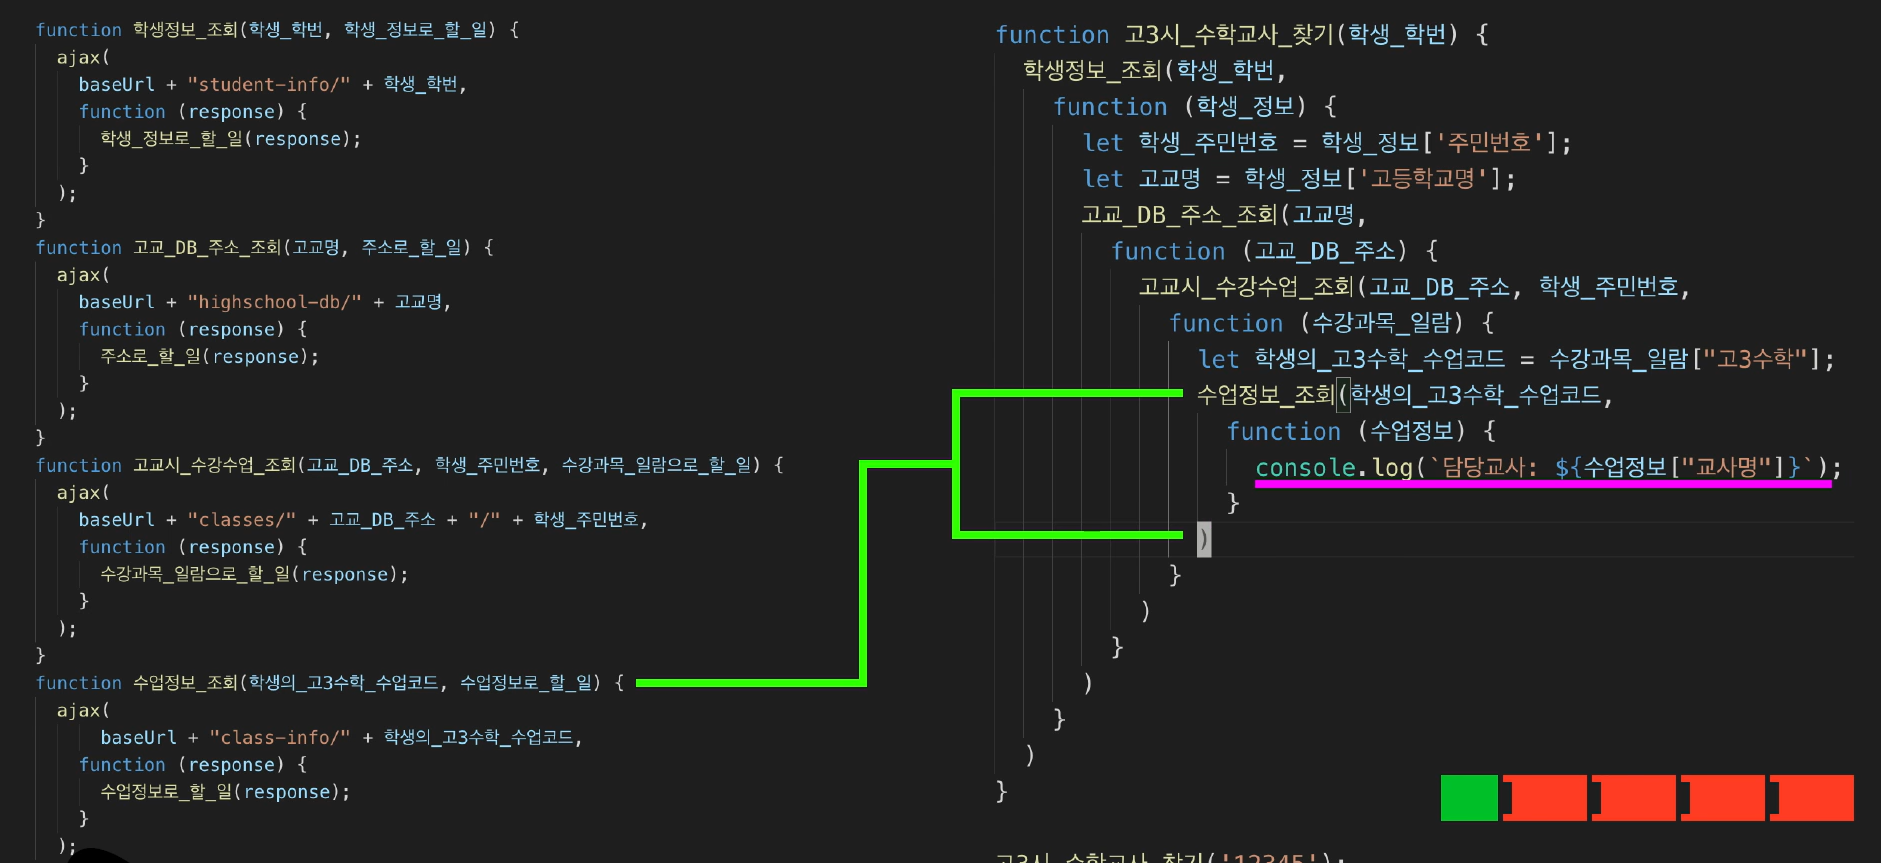 function 학생정보_조회(학생_학번, 학생_정보로_할_일) {
ajax(
baseUrl + "student-info/" + 학생_학번,
function (response) {
학생_정보로_할_일(response);
}
);
}
function 고교_DB_주소_조회(고교명, 주소로_할_일) {
ajax(
baseUrl + "highschool-db/" + 고교명,
function (response) {
주소로_할_일(response);
}
);
}
function 고교시_수강수업_조회(고교_DB_주소, 학생_주민번호, 수강과목_일람으로_할_일) {
ajax(
baseUrl + "classes/" + 고교_DB_주소 + "/" + 학생_주민번호,
function (response) {
수강과목_일람으로_할_일(response);
}
);
}
function 수업정보_조회(학생의_고3수학_수업코드, 수업정보로_할_일) {
ajax(
baseUrl + "class-info/" + 학생의_고3수학_수업코드,
function (response) {
수업정보로_할_일(response);
}
);
function 고3시_수학교사_찾기(학생_학번) {
학생정보_조회(학생_학번,
function (학생_정보) {
let 학생_주민번호 = 학생_정보['주민번호'];
let 고교명 = 학생_정보['고등학교명'];
고교_DB_주소_조회(고교명,
function (고교_DB_주소) {
고교시_수강수업_조회(고교_DB_주소, 학생_주민번호,
function (수강과목_일람) {
let 학생의_고3수학_수업코드 = 수강과목_일람["고3수학"];
수업정보_조회(학생의_고3수학_수업코드,
function (수업정보) {
console.log(`담당교사: ${수업정보["교사명"]}`);
}
)
}
)
}
)
}
)
}
고3시_수학교사_찾기('12345');